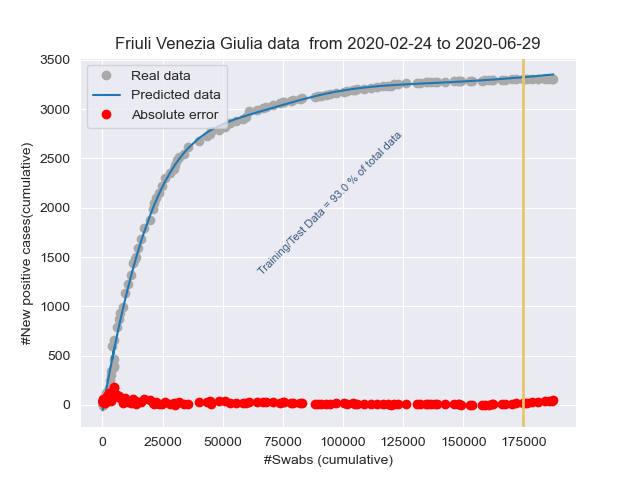 Friuli Venezia Giulia data  from 2020-02-24 to 2020-06-29
3500
3000
2500
2000
1500
1000
500
0
#New positive cases(cumulative)
Real data
Predicted data
Absolute error
Training/Test Data = 93.0 % of total data
0
25000
50000
75000
100000
125000
150000
175000
#Swabs (cumulative)